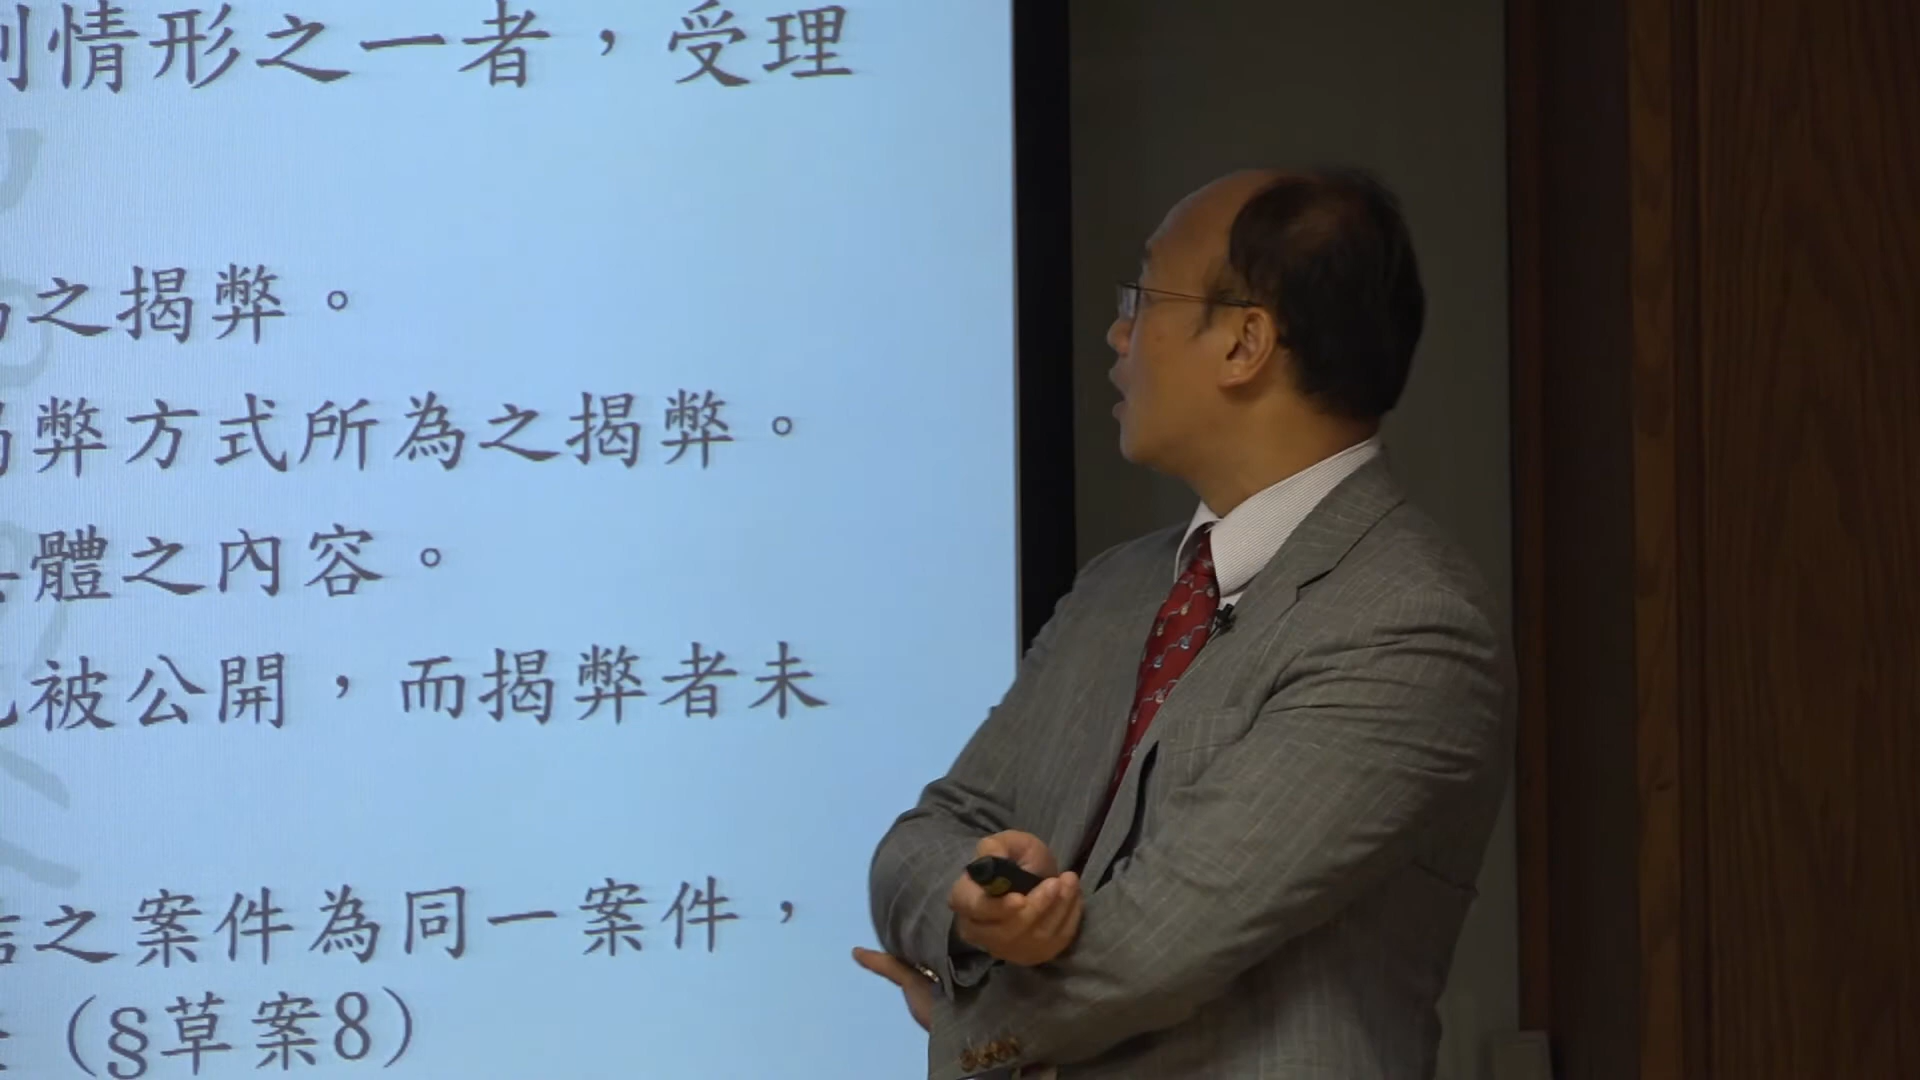 情形之一者，受理
之揭弊。
弊方式所為之揭弊。
體之內容。
被公開，而揭弊者未
之案件為同一案件，
（§草案8）